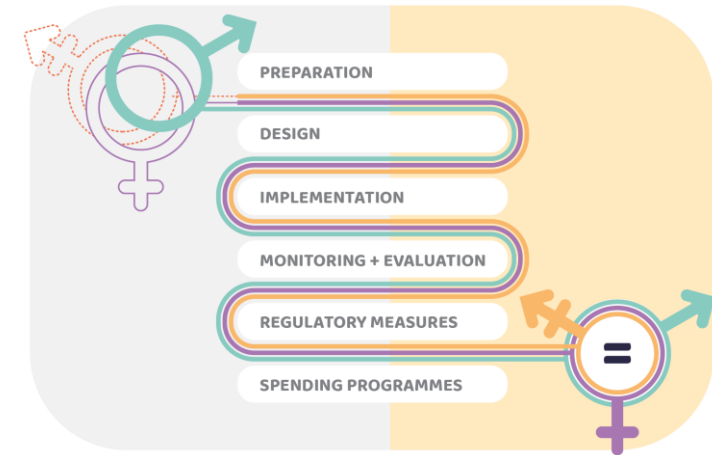 PREPARATION
DESIGN
IMPLEMENTATION
MONITORING + EVALUATION
REGULATORY MEASURES
SPENDING PROGRAMMES
=